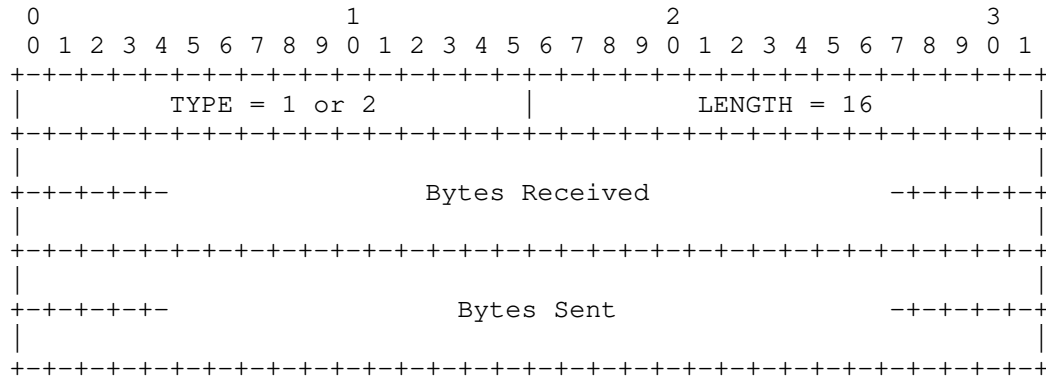 0                   1                   2                   3
 0 1 2 3 4 5 6 7 8 9 0 1 2 3 4 5 6 7 8 9 0 1 2 3 4 5 6 7 8 9 0 1
+-+-+-+-+-+-+-+-+-+-+-+-+-+-+-+-+-+-+-+-+-+-+-+-+-+-+-+-+-+-+-+-+
|         TYPE = 1 or 2         |          LENGTH = 16          |
+-+-+-+-+-+-+-+-+-+-+-+-+-+-+-+-+-+-+-+-+-+-+-+-+-+-+-+-+-+-+-+-+
|                                                               |
+-+-+-+-+-                Bytes Received               -+-+-+-+-+
|                                                               |
+-+-+-+-+-+-+-+-+-+-+-+-+-+-+-+-+-+-+-+-+-+-+-+-+-+-+-+-+-+-+-+-+
|                                                               |
+-+-+-+-+-                  Bytes Sent                 -+-+-+-+-+
|                                                               |
+-+-+-+-+-+-+-+-+-+-+-+-+-+-+-+-+-+-+-+-+-+-+-+-+-+-+-+-+-+-+-+-+